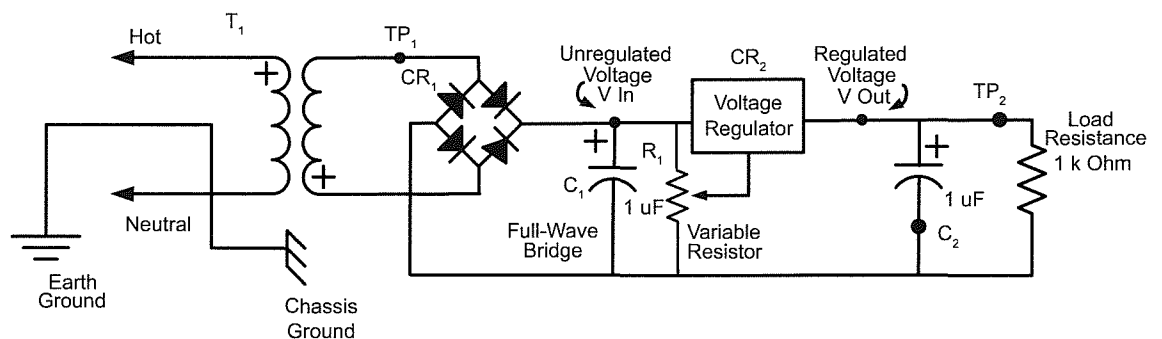 T1
Hot
+
Neutral
Earth
Ground
Chassis
Ground
+
TP1
CR1
Full-Wave
Bridge
Unregulated
Voltage
V In
+
C1
1 uF
R1
Variable
Resistor
CR2
Voltage
Regulator
Regulated
Voltage
V Out
+
1 uF
C2
TP2
Load
Resistance
1 k Ohm